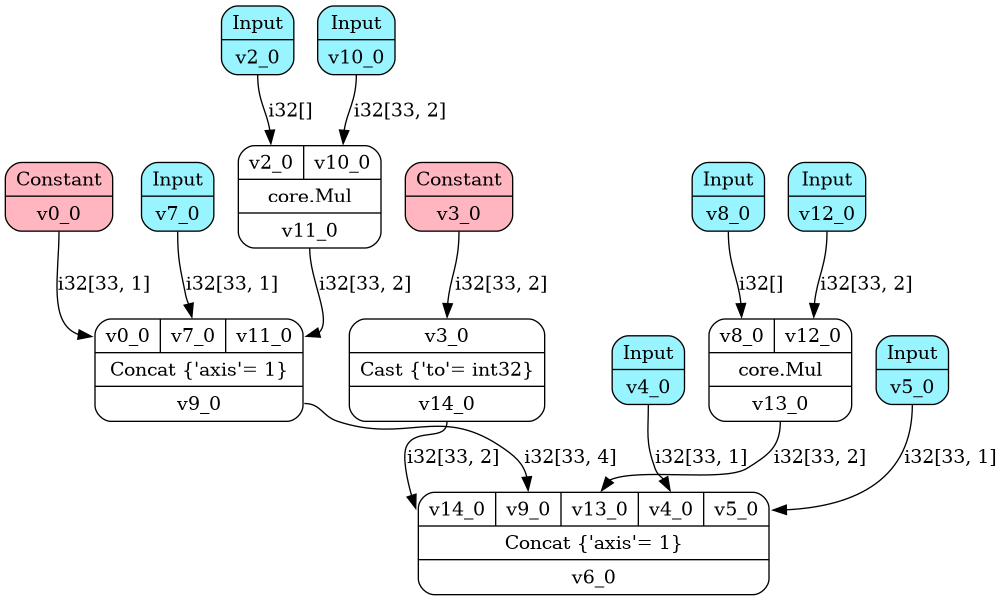 Input
v2_0
Input
v10_0
i32[]
i32[33, 2]
v2_0
v10_0
core.Mul
v11_0
Constant
v0_0
Input
v7_0
Constant
v3_0
Input
v8_0
Input
v12_0
i32[33, 1]
i32[33, 1]
i32[33, 2]
i32[33, 2]
i32[]
i32[33, 2]
v0_0
v7_0
v11_0
Concat {'axis'= 1}
v9_0
v3_0
Cast {'to'= int32}
v14_0
Input
v4_0
v8_0
v12_0
core.Mul
v13_0
Input
v5_0
i32[33, 2]
i32[33, 4]
i32[33, 1]
i32[33, 2]
i32[33, 1]
v14_0
v9_0
v13_0
v4_0
v5_0
Concat {'axis'= 1}
v6_0